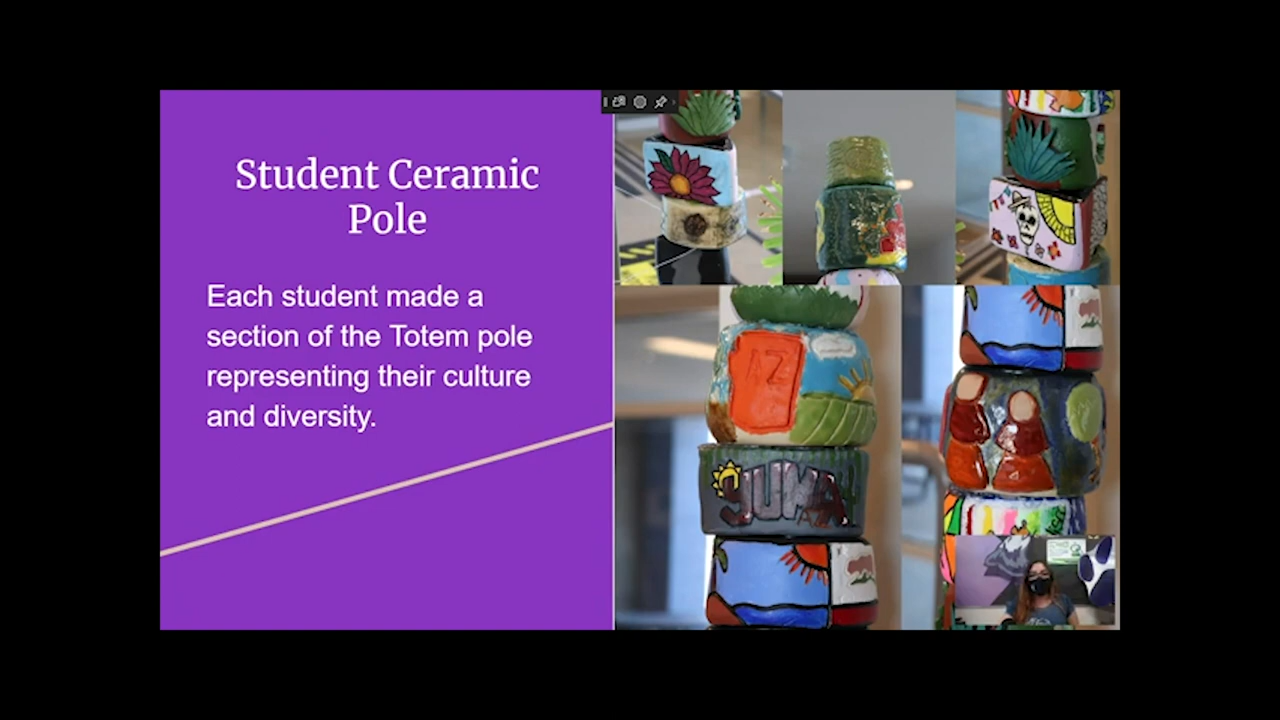 Student Ceramic
Pole
Each student made a
section of the Totem pole
representing their culture
and diversity.
AZ
YUMA